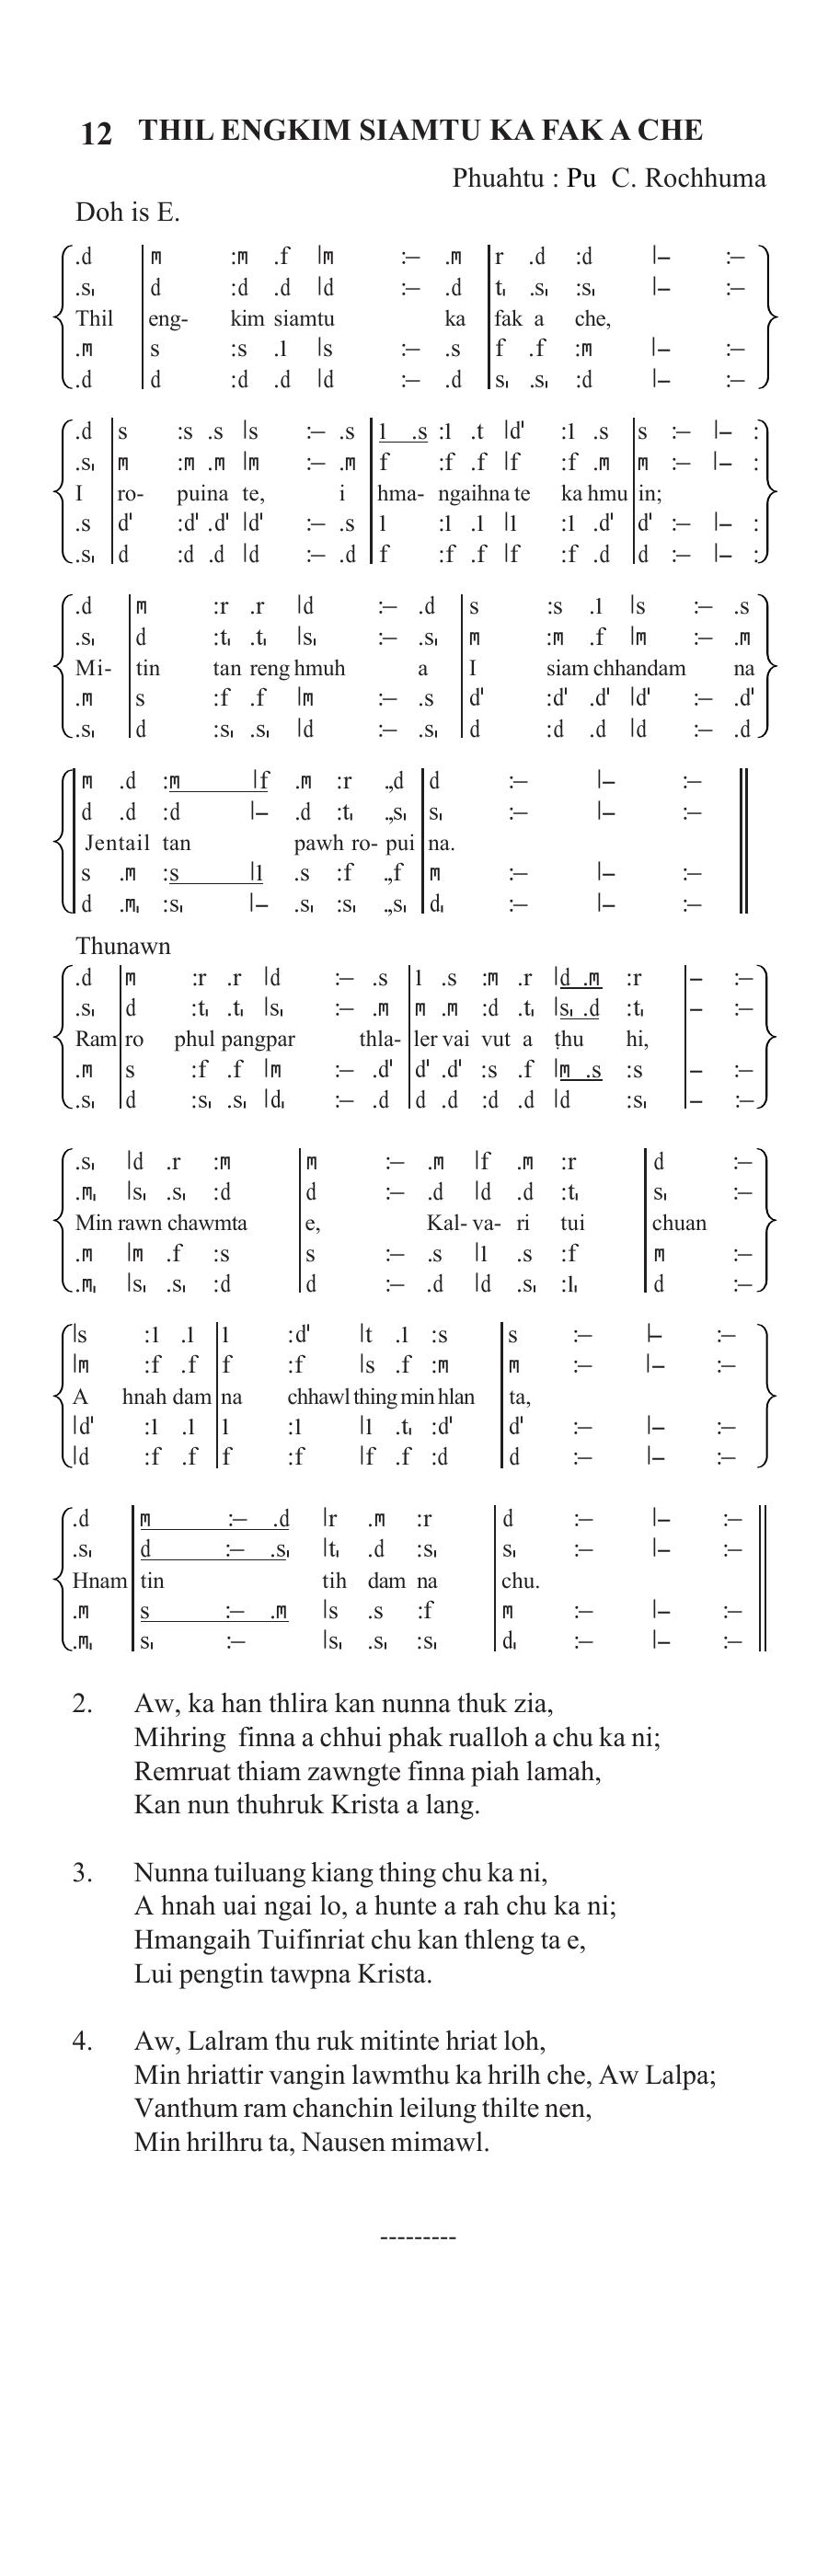 12 THIL ENGKIM SIAMTU KA FAK A CHE
Phuahtu : Pu C. Rochhuma
Doh is E.
.d | m :m .f |m :– .m | r .d :d |– :–
.s, | d :d .d |d :– .d | t, .s, :s, |– :–
Thil eng- kim siamtu ka fak a che,
.m | s :s .l |s :– .s | f .f :m |– :–
.d | d :d .d |d :– .d | s, .s, :d |– :–
.d | s :s .s |s :– .s | l .s :l .t |d' :l .s | s :– |– :
.s, | m :m .m |m :– .m | f :f .f |f :f .m | m :– |– :
I ro- puina te, i hma- ngaihna te ka hmu in;
.s | d' :d' .d' |d' :– .s | l :l .l |l :l .d' | d' :– |– :
.s, | d :d .d |d :– .d | f :f .f |f :f .d | d :– |– :
.d | m :r .r |d :– .d | s :s .l |s :– .s
.s, | d :t, .t, |s, :– .s, | m :m .f |m :– .m
Mi- tin tan reng hmuh a I siam chhandam na
.m | s :f .f |m :– .s | d' :d' .d' |d' :– .d'
.s, | d :s, .s, |d :– .s, | d :d .d |d :– .d
m .d :m |f .m :r .,d | d :– |– :–
d .d :d |– .d :t, .,s, | s, :– |– :–
Jentail tan pawh ro- pui na.
s .m :s |l .s :f .,f | m :– |– :–
d .m, :s, |– .s, :s, .,s, | d, :– |– :–
Thunawn
.d | m :r .r |d :– .s | l .s :m .r |d .m :r | – :–
.s, | d :t, .t, |s, :– .m | m .m :d .t, |s, .d :t, | – :–
Ram ro phul pangpar thla- ler vai vut a ṭhu hi,
.m | s :f .f |m :– .d' | d' .d' :s .f |m .s :s | – :–
.s, | d :s, .s, |d, :– .d | d .d :d .d |d :s, | – :–
.s, |d .r :m | m :– .m |f .m :r | d :–
.m, |s, .s, :d | d :– .d |d .d :t, | s, :–
Min rawn chawmta e, Kal- va- ri tui chuan
.m |m .f :s | s :– .s |l .s :f | m :–
.m, |s, .s, :d | d :– .d |d .s, :l, | d :–
|s :l .l | l :d' |t .l :s | s :– |– :–
|m :f .f | f :f |s .f :m | m :– |– :–
A hnah dam na chhawl thing min hlan ta,
|d' :l .l | l :l |l .t, :d' | d' :– |– :–
|d :f .f | f :f |f .f :d | d :– |– :–
.d | m :– .d |r .m :r | d :– |– :–
.s, | d :– .s, |t, .d :s, | s, :– |– :–
Hnam tin tih dam na chu.
.m | s :– .m |s .s :f | m :– |– :–
.m, | s, :– |s, .s, :s, | d, :– |– :–
2. Aw, ka han thlira kan nunna thuk zia,
Mihring finna a chhui phak rualloh a chu ka ni;
Remruat thiam zawngte finna piah lamah,
Kan nun thuhruk Krista a lang.
3. Nunna tuiluang kiang thing chu ka ni,
A hnah uai ngai lo, a hunte a rah chu ka ni;
Hmangaih Tuifinriat chu kan thleng ta e,
Lui pengtin tawpna Krista.
4. Aw, Lalram thu ruk mitinte hriat loh,
Min hriattir vangin lawmthu ka hrilh che, Aw Lalpa;
Vanthum ram chanchin leilung thilte nen,
Min hrilhru ta, Nausen mimawl.
---------